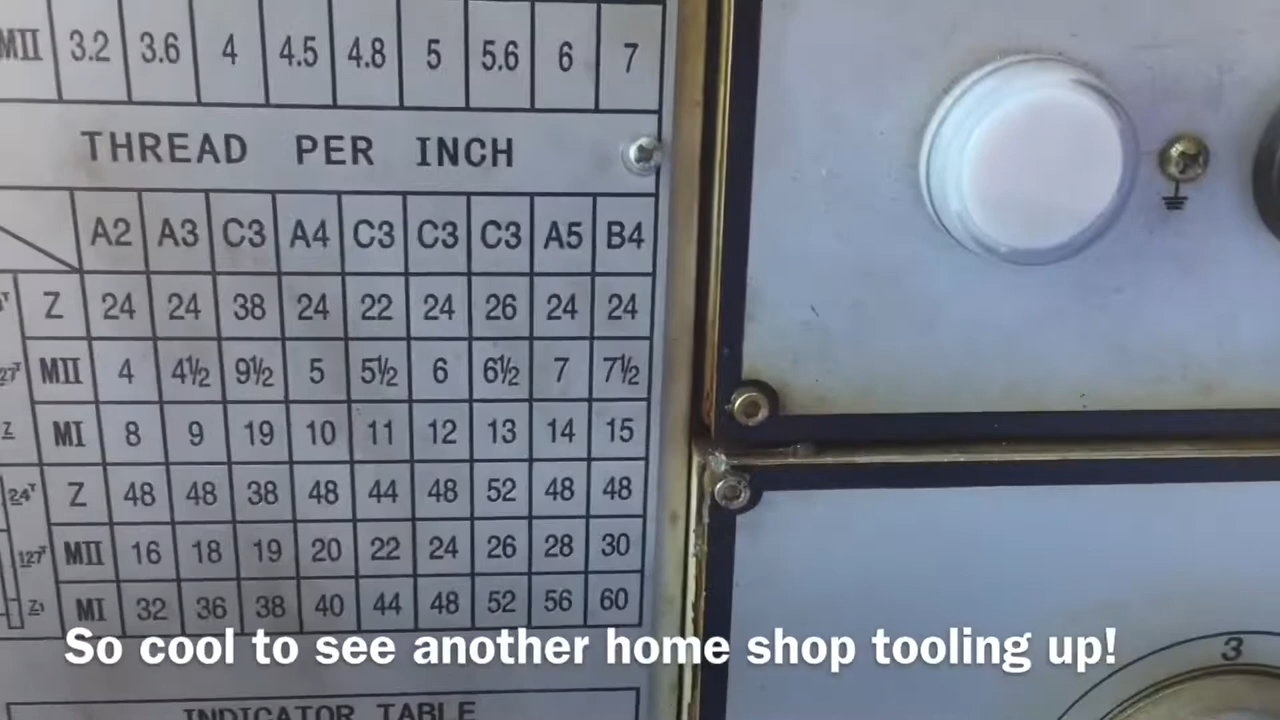 MII 3.2 3.6 4 4.5 4.8 5 5.6 6 7
THREAD PER INCH
A2 A3 C3 A4 C3 C3 C3 A5 B4
Z 24 24 38 24 22 24 26 24 24
127T MII 4 4½ 9½ 5 5½ 6 6½ 7 7½
Z MI 8 9 19 10 11 12 13 14 15
24T Z 48 48 38 48 44 48 52 48 48
127T MII 16 18 19 20 22 24 26 28 30
Z1 MI 32 36 38 40 44 48 52 56 60
So cool to see another home shop tooling up!
3
INDICATOR TABLE